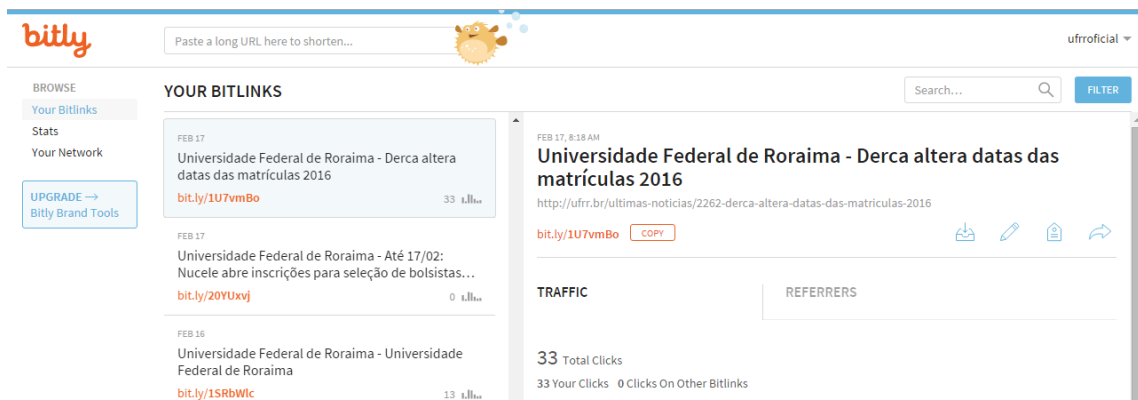 bitly
Paste a long URL here to shorten...
ufrroficial
BROWSE
Your Bitlinks
Stats
Your Network
UPGRADE →
Bitly Brand Tools
YOUR BITLINKS
Search...
FILTER
FEB 17
Universidade Federal de Roraima - Derca altera
datas das matrículas 2016
bit.ly/1U7vmBo 33
FEB 17
Universidade Federal de Roraima - Até 17/02:
Nucele abre inscrições para seleção de bolsistas...
bit.ly/20YUxvj 0
FEB 16
Universidade Federal de Roraima - Universidade
Federal de Roraima
bit.ly/1SRbWlc 13
FEB 17, 8:18 AM
Universidade Federal de Roraima - Derca altera datas das
matrículas 2016
http://ufrr.br/ultimas-noticias/2262-derca-altera-datas-das-matriculas-2016
bit.ly/1U7vmBo COPY
TRAFFIC REFERRERS
33 Total Clicks
33 Your Clicks 0 Clicks On Other Bitlinks